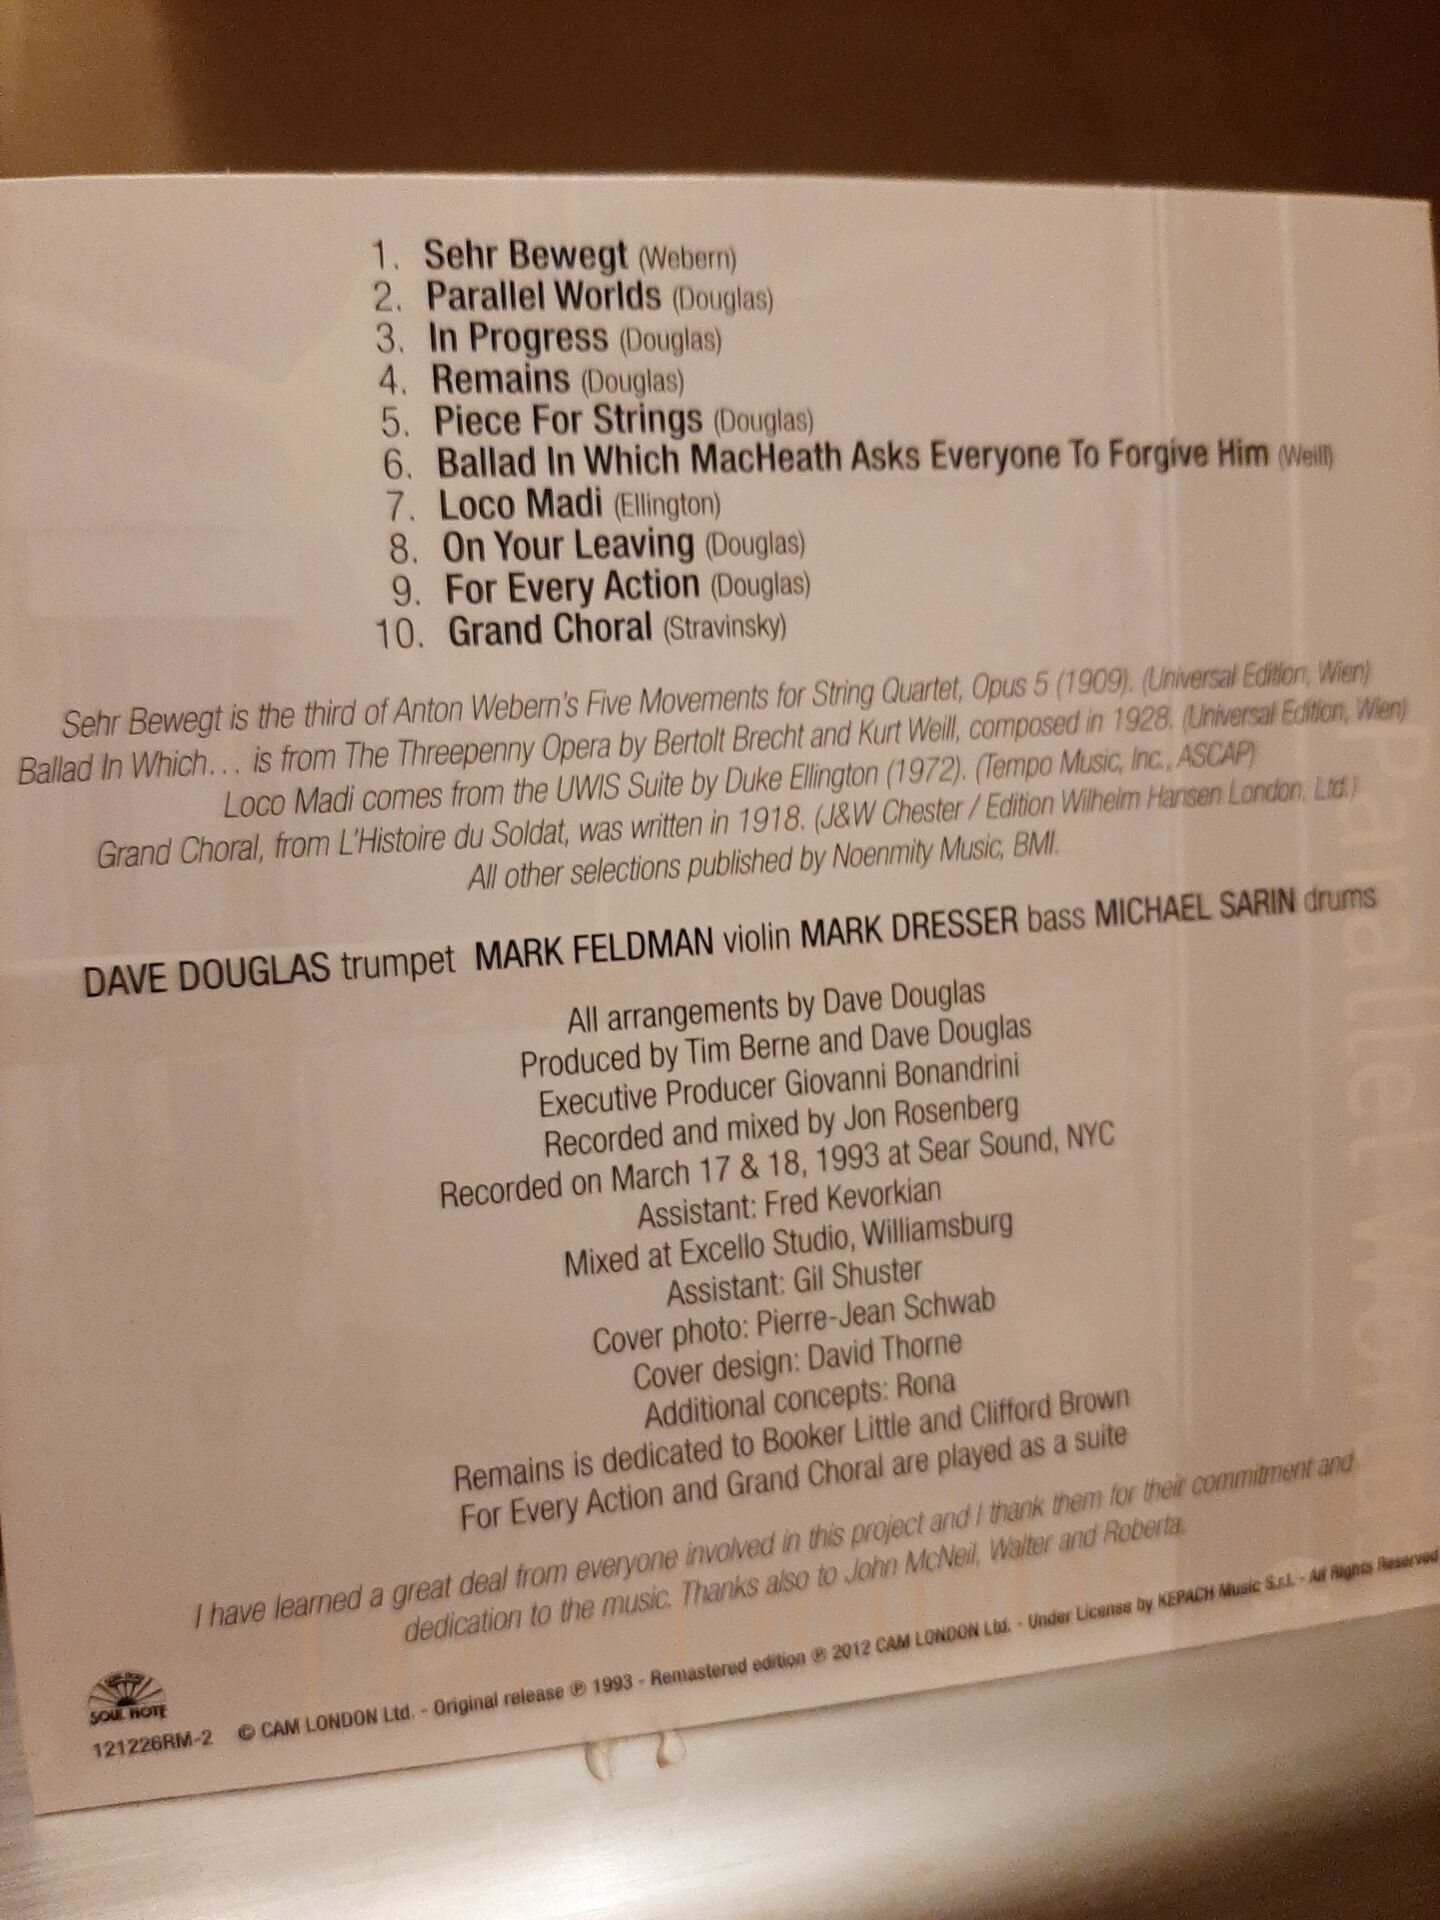 1. Sehr Bewegt (Webern)
2. Parallel Worlds (Douglas)
3. In Progress (Douglas)
4. Remains (Douglas)
5. Piece For Strings (Douglas)
6. Ballad In Which MacHeath Asks Everyone To Forgive Him (Weill)
7. Loco Madi (Ellington)
8. On Your Leaving (Douglas)
9. For Every Action (Douglas)
10. Grand Choral (Stravinsky)
Sehr Bewegt is the third of Anton Webern's Five Movements for String Quartet, Opus 5 (1909). (Universal Edition, Wien)
Ballad In Which... is from The Threepenny Opera by Bertolt Brecht and Kurt Weill, composed in 1928. (Universal Edition, Wien)
Loco Madi comes from the UWIS Suite by Duke Ellington (1972). (Tempo Music, Inc., ASCAP)
Grand Choral, from L'Histoire du Soldat, was written in 1918. (J&W Chester / Edition Wilhelm Hansen London, Ltd.)
All other selections published by Noenmity Music, BMI.
DAVE DOUGLAS trumpet MARK FELDMAN violin MARK DRESSER bass MICHAEL SARIN drums
All arrangements by Dave Douglas
Produced by Tim Berne and Dave Douglas
Executive Producer Giovanni Bonandrini
Recorded and mixed by Jon Rosenberg
Recorded on March 17 & 18, 1993 at Sear Sound, NYC
Assistant: Fred Kevorkian
Mixed at Excello Studio, Williamsburg
Assistant: Gil Shuster
Cover photo: Pierre-Jean Schwab
Cover design: David Thorne
Additional concepts: Rona
Remains is dedicated to Booker Little and Clifford Brown
For Every Action and Grand Choral are played as a suite
I have learned a great deal from everyone involved in this project and I thank them for their commitment and
dedication to the music. Thanks also to John McNeil, Walter and Roberta.
SOUL NOTE
121226RM-2 © CAM LONDON Ltd. - Original release ℗ 1993 - Remastered edition ℗ 2012 CAM LONDON Ltd. - Under License by KEPACH Music S.r.l. - All Rights Reserved
Parallel